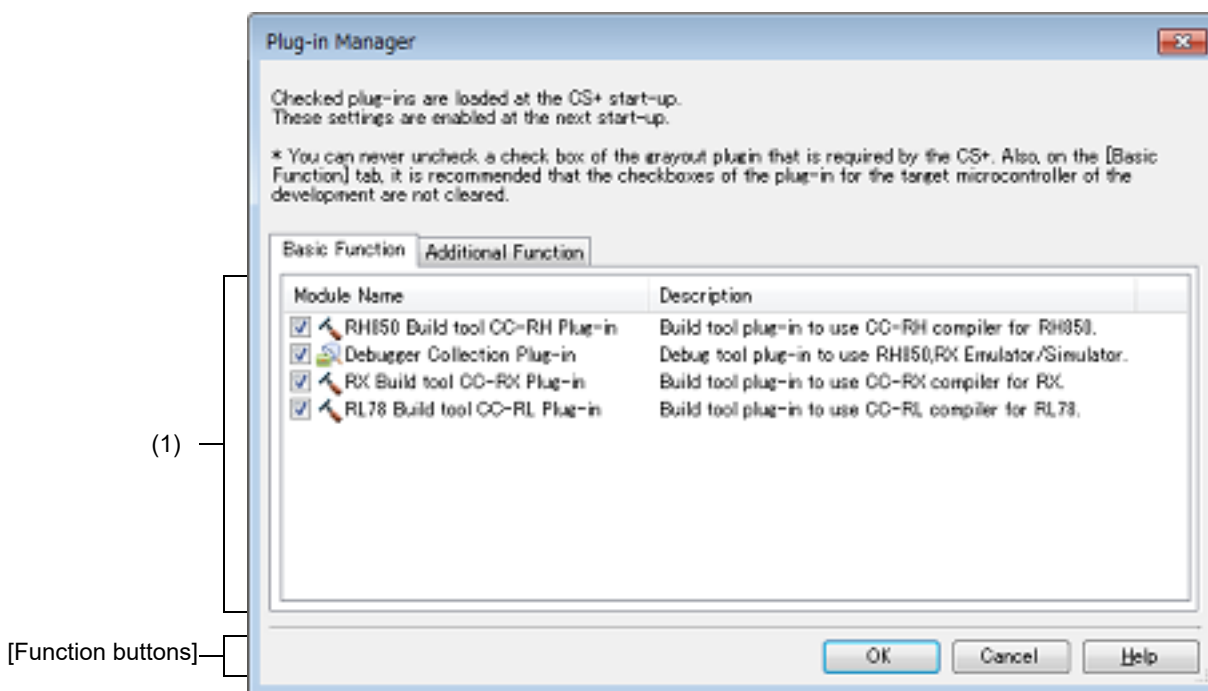 Plug-in Manager
Checked plug-ins are loaded at the CS+ start-up.
These settings are enabled at the next start-up.
* You can never uncheck a check box of the grayout plugin that is required by the CS+. Also, on the [Basic
Function] tab, it is recommended that the checkboxes of the plug-in for the target microcontroller of the
development are not cleared.
Basic Function Additional Function
Module Name Description
RH850 Build tool CC-RH Plug-in Build tool plug-in to use CC-RH compiler for RH850.
Debugger Collection Plug-in Debug tool plug-in to use RH850,RX Emulator/Simulator.
RX Build tool CC-RX Plug-in Build tool plug-in to use CC-RX compiler for RX.
RL78 Build tool CC-RL Plug-in Build tool plug-in to use CC-RL compiler for RL78.
(1)
[Function buttons]
OK Cancel Help